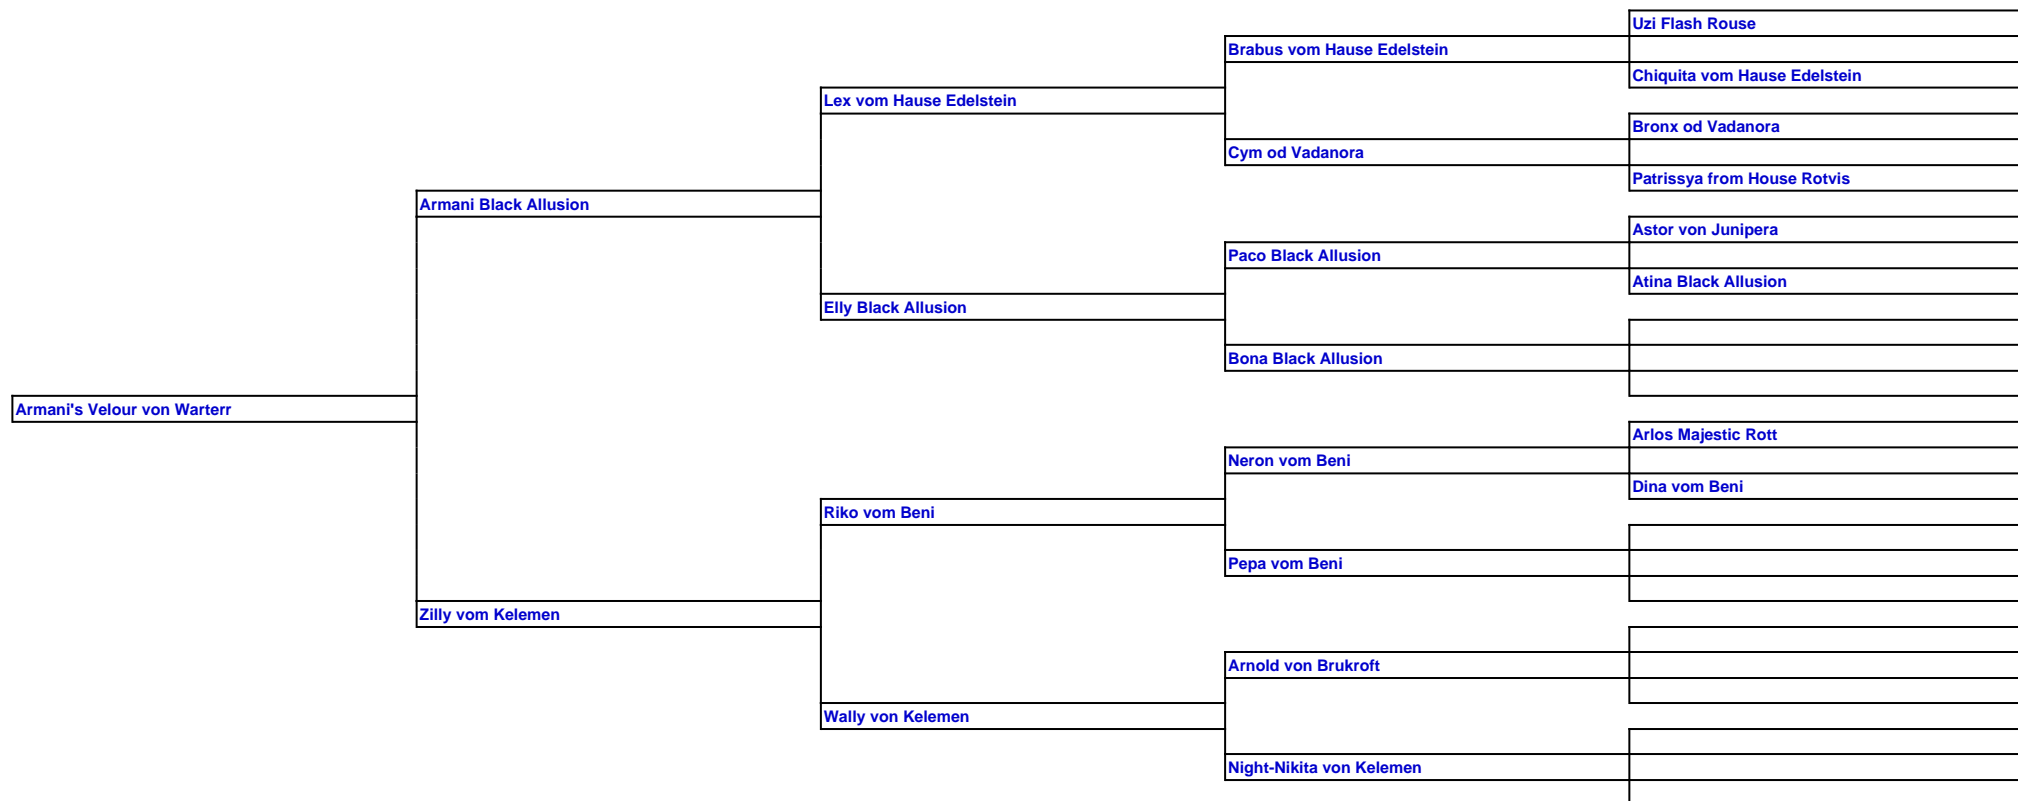 Uzi Flash Rouse
Brabus vom Hause Edelstein
Chiquita vom Hause Edelstein
Lex vom Hause Edelstein
Bronx od Vadanora
Cym od Vadanora
Patrissya from House Rotvis
Armani Black Allusion
Astor von Junipera
Paco Black Allusion
Atina Black Allusion
Elly Black Allusion
Bona Black Allusion
Armani's Velour von Warterr
Arlos Majestic Rott
Neron vom Beni
Dina vom Beni
Riko vom Beni
Pepa vom Beni
Zilly vom Kelemen
Arnold von Brukroft
Wally von Kelemen
Night-Nikita von Kelemen